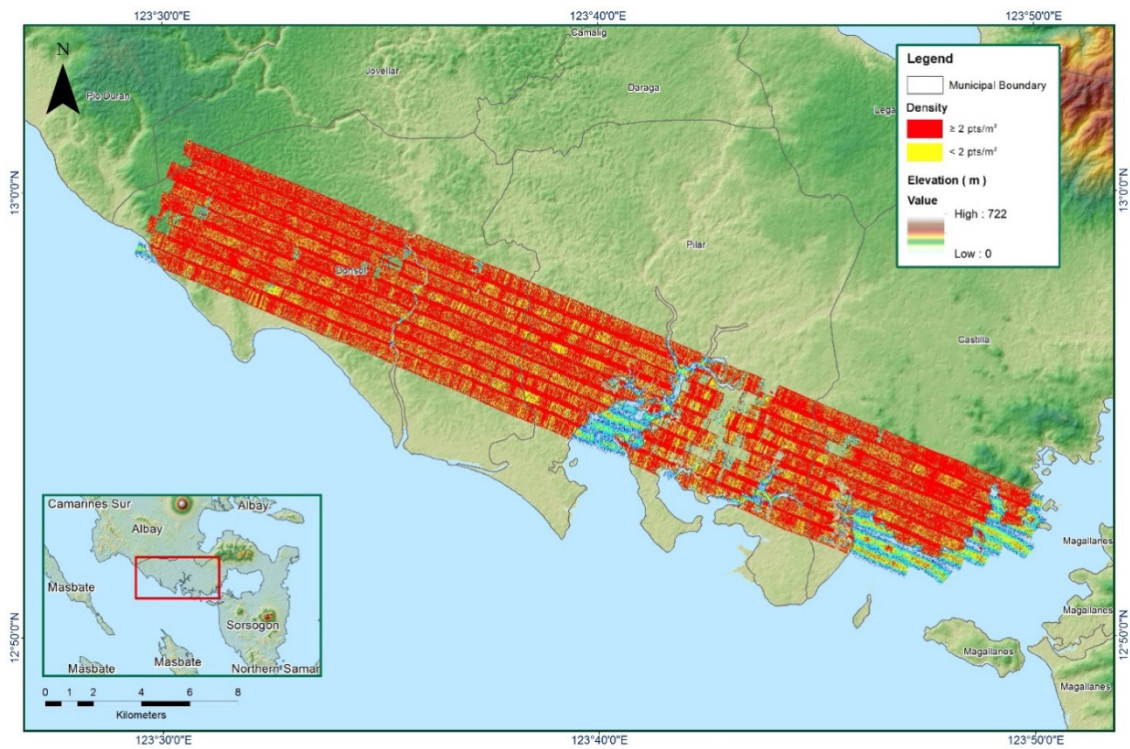 123°30'0"E
123°40'0"E
123°50'0"E
Camalig
N
Jovellar
Daraga
Pio Duran
Lega
Legend
Municipal Boundary
Density
≥ 2 pts/m²
< 2 pts/m²
Elevation ( m )
Value
High : 722
Low : 0
13°0'0"N
13°0'0"N
Pilar
Donsol
Castilla
Camarines Sur
Albay
Albay
Masbate
Sorsogon
Masbate
Masbate
Northern Samar
Magallanes
Magallanes
Magallanes
Magallanes
12°50'0"N
12°50'0"N
0 1 2 4 6 8
Kilometers
123°30'0"E
123°40'0"E
123°50'0"E